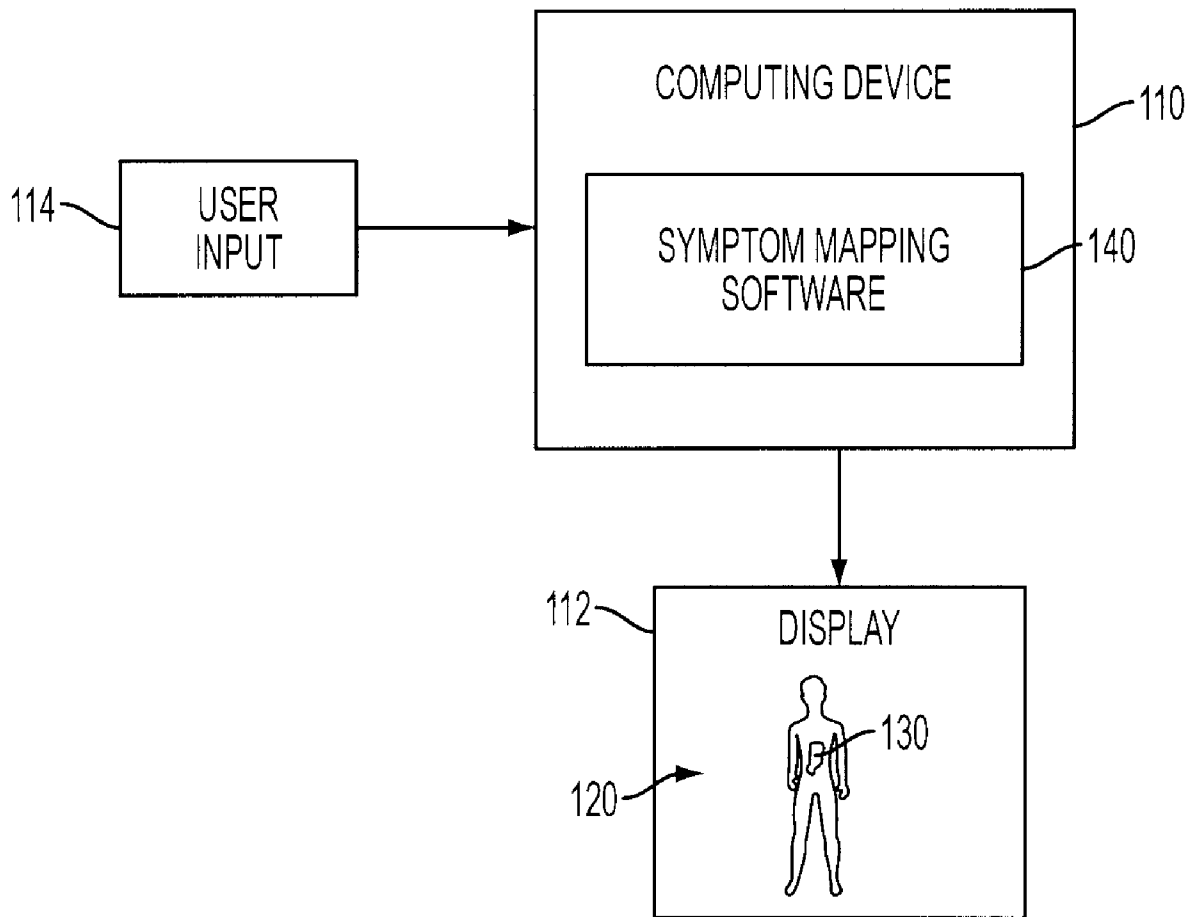 COMPUTING DEVICE
110
114
USER
INPUT
SYMPTOM MAPPING
SOFTWARE
140
112
DISPLAY
130
120